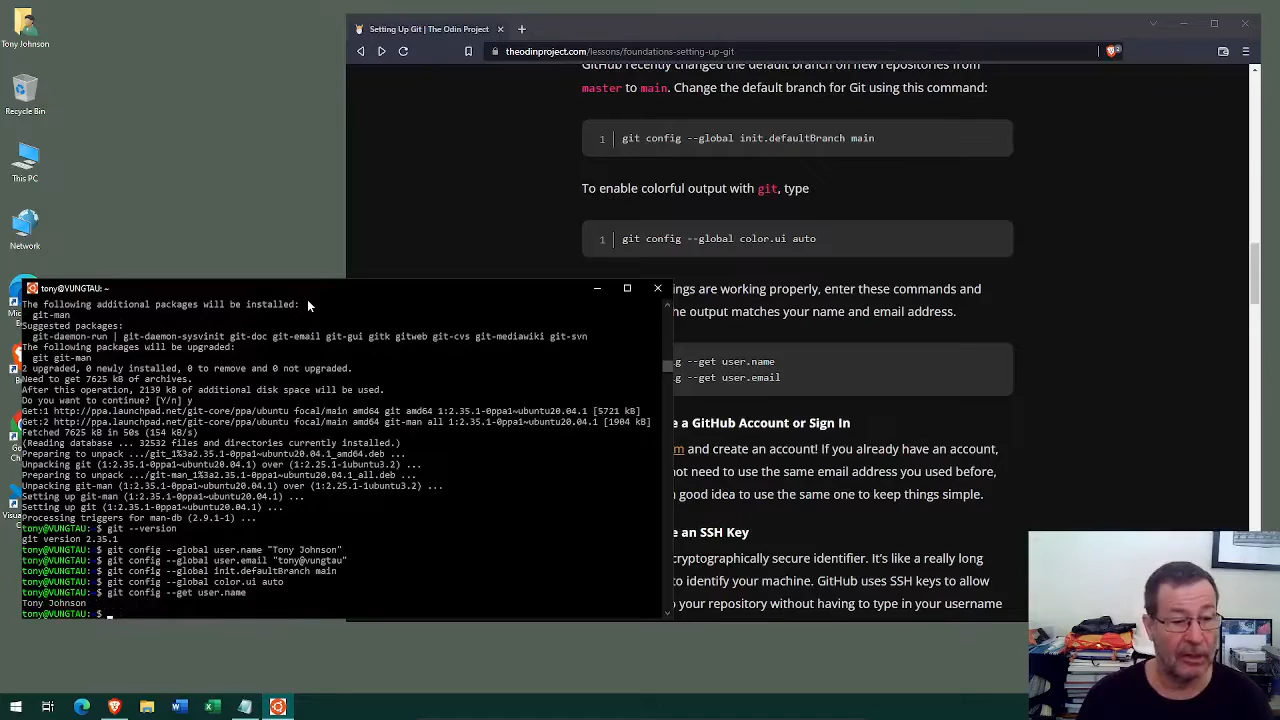 Tony Johnson
Recycle Bin
This PC
Network
Setting Up Git | The Odin Project
theodinproject.com/lessons/foundations-setting-up-git
2
GitHub recently changed the default branch on new repositories from
master to main. Change the default branch for Git using this command:
1 git config --global init.defaultBranch main
To enable colorful output with git, type
1 git config --global color.ui auto
ngs are working properly, enter these commands and
he output matches your name and email address.
g --get user.name
g --get user.email
e a GitHub Account or Sign In
m and create an account! If you already have an account,
not need to use the same email address you used before,
good idea to use the same one to keep things simple.
e an SSH Key
cryptographically secure identifier. It's like a really long
to identify your machine. GitHub uses SSH keys to allow
o your repository without having to type in your username
tony@VUNGTAU: ~
The following additional packages will be installed:
git-man
Suggested packages:
git-daemon-run | git-daemon-sysvinit git-doc git-email git-gui gitk gitweb git-cvs git-mediawiki git-svn
The following packages will be upgraded:
git git-man
2 upgraded, 0 newly installed, 0 to remove and 0 not upgraded.
Need to get 7625 kB of archives.
After this operation, 2139 kB of additional disk space will be used.
Do you want to continue? [Y/n] y
Get:1 http://ppa.launchpad.net/git-core/ppa/ubuntu focal/main amd64 git amd64 1:2.35.1-0ppa1~ubuntu20.04.1 [5721 kB]
Get:2 http://ppa.launchpad.net/git-core/ppa/ubuntu focal/main amd64 git-man all 1:2.35.1-0ppa1~ubuntu20.04.1 [1904 kB]
Fetched 7625 kB in 50s (154 kB/s)
(Reading database ... 32532 files and directories currently installed.)
Preparing to unpack .../git_1%3a2.35.1-0ppa1~ubuntu20.04.1_amd64.deb ...
Unpacking git (1:2.35.1-0ppa1~ubuntu20.04.1) over (1:2.25.1-1ubuntu3.2) ...
Preparing to unpack .../git-man_1%3a2.35.1-0ppa1~ubuntu20.04.1_all.deb ...
Unpacking git-man (1:2.35.1-0ppa1~ubuntu20.04.1) over (1:2.25.1-1ubuntu3.2) ...
Setting up git-man (1:2.35.1-0ppa1~ubuntu20.04.1) ...
Setting up git (1:2.35.1-0ppa1~ubuntu20.04.1) ...
Processing triggers for man-db (2.9.1-1) ...
tony@VUNGTAU:~$ git --version
git version 2.35.1
tony@VUNGTAU:~$ git config --global user.name "Tony Johnson"
tony@VUNGTAU:~$ git config --global user.email "tony@vungtau"
tony@VUNGTAU:~$ git config --global init.defaultBranch main
tony@VUNGTAU:~$ git config --global color.ui auto
tony@VUNGTAU:~$ git config --get user.name
Tony Johnson
tony@VUNGTAU:~$